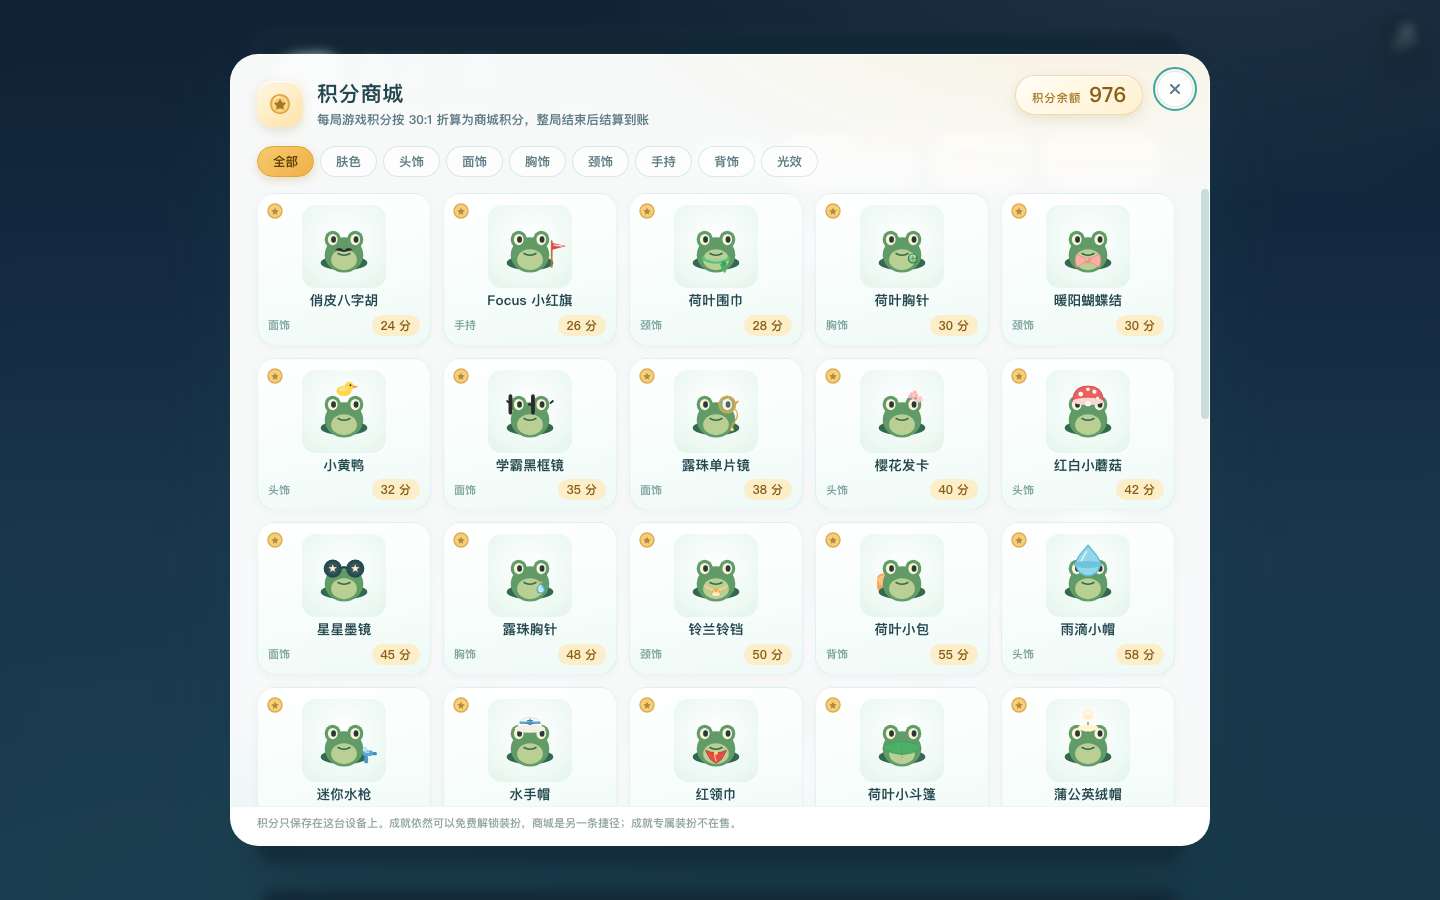 积分商城
每局游戏积分按 30:1 折算为商城积分，整局结束后结算到账
积分余额 976
全部 肤色 头饰 面饰 胸饰 颈饰 手持 背饰 光效
俏皮八字胡
面饰 24 分
Focus 小红旗
手持 26 分
荷叶围巾
颈饰 28 分
荷叶胸针
胸饰 30 分
暖阳蝴蝶结
颈饰 30 分
小黄鸭
头饰 32 分
学霸黑框镜
面饰 35 分
露珠单片镜
面饰 38 分
樱花发卡
头饰 40 分
红白小蘑菇
头饰 42 分
星星墨镜
面饰 45 分
露珠胸针
胸饰 48 分
铃兰铃铛
颈饰 50 分
荷叶小包
背饰 55 分
雨滴小帽
头饰 58 分
迷你水枪
水手帽
红领巾
荷叶小斗篷
蒲公英绒帽
积分只保存在这台设备上。成就依然可以免费解锁装扮，商城是另一条捷径；成就专属装扮不在售。